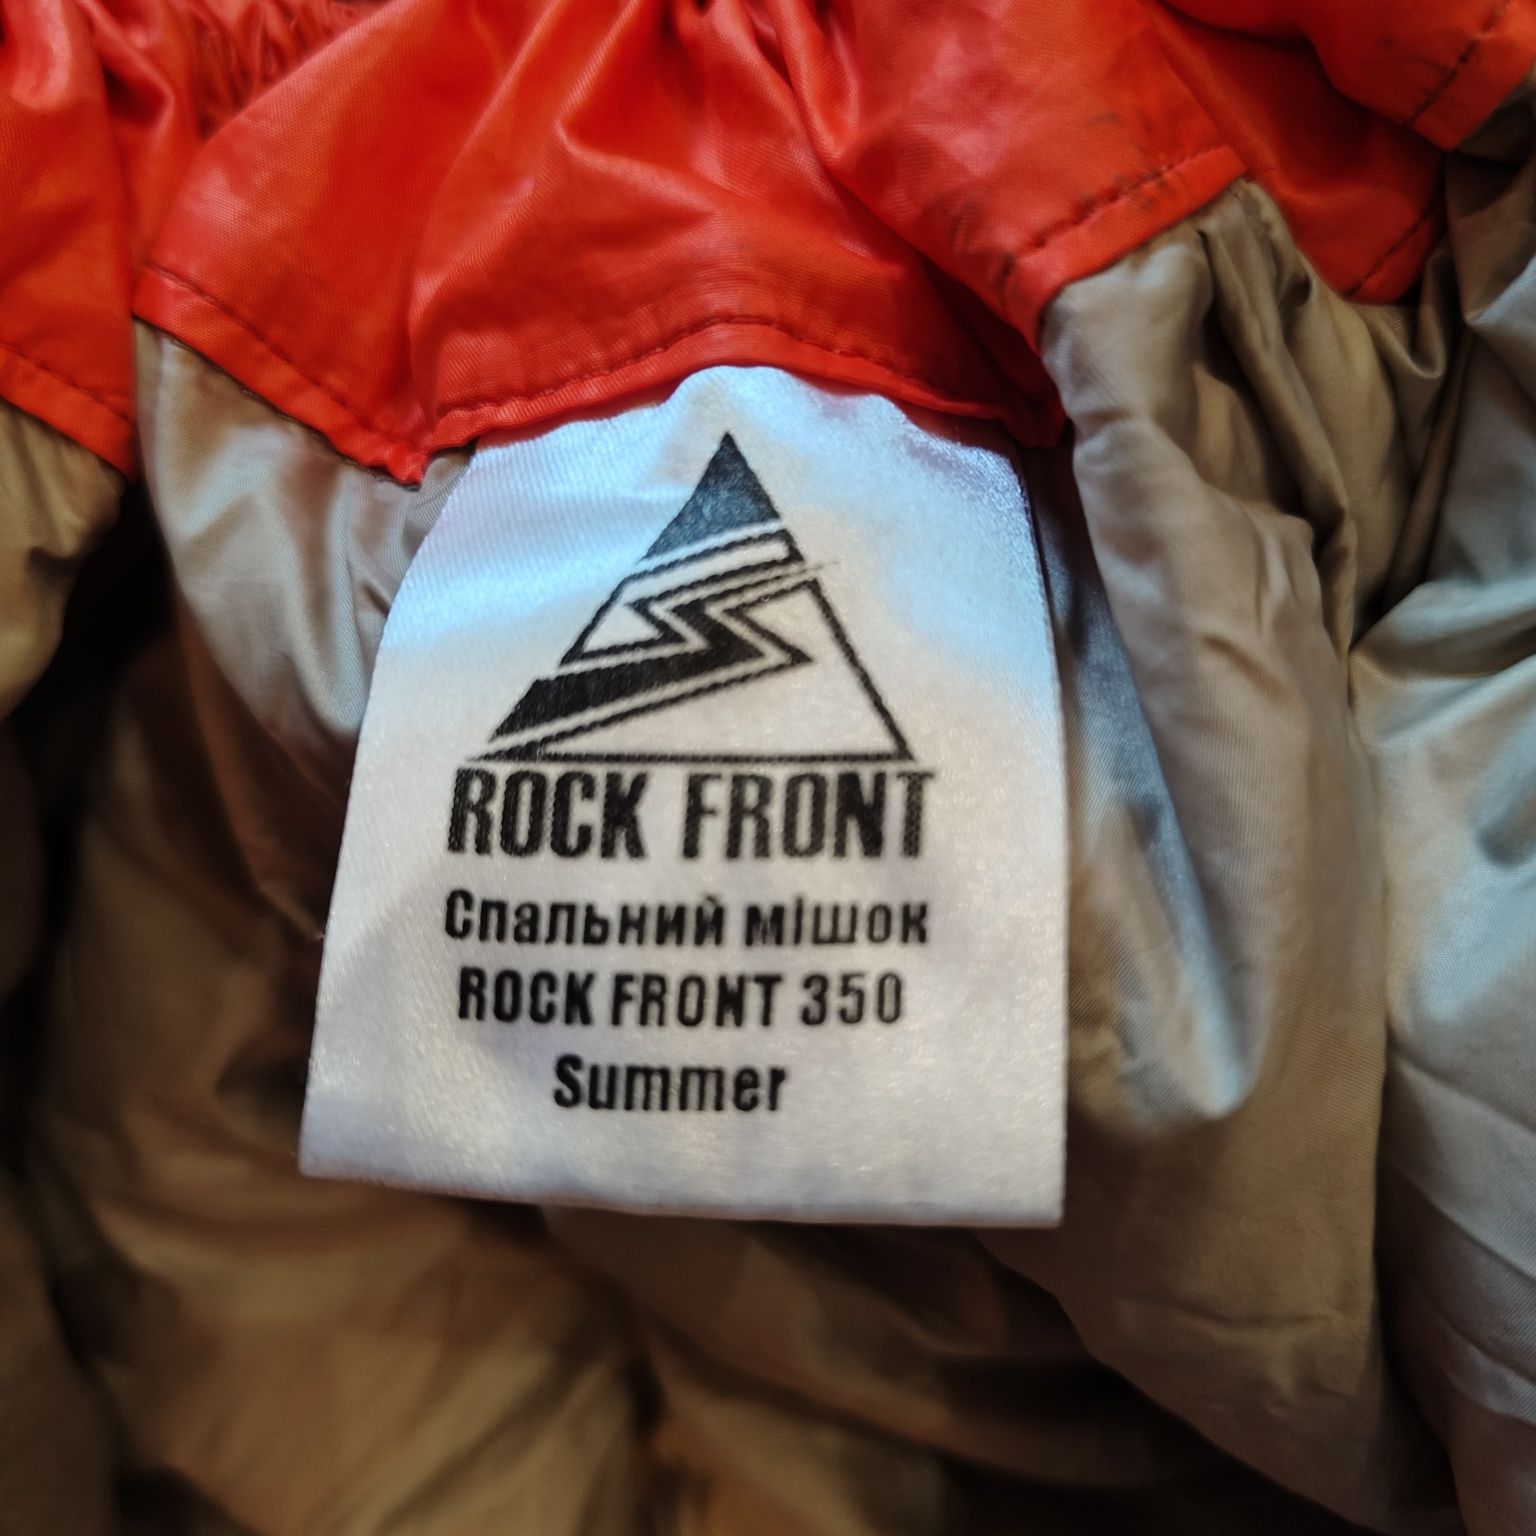 ROCK FRONT
Спальний мішок
ROCK FRONT 350
Summer